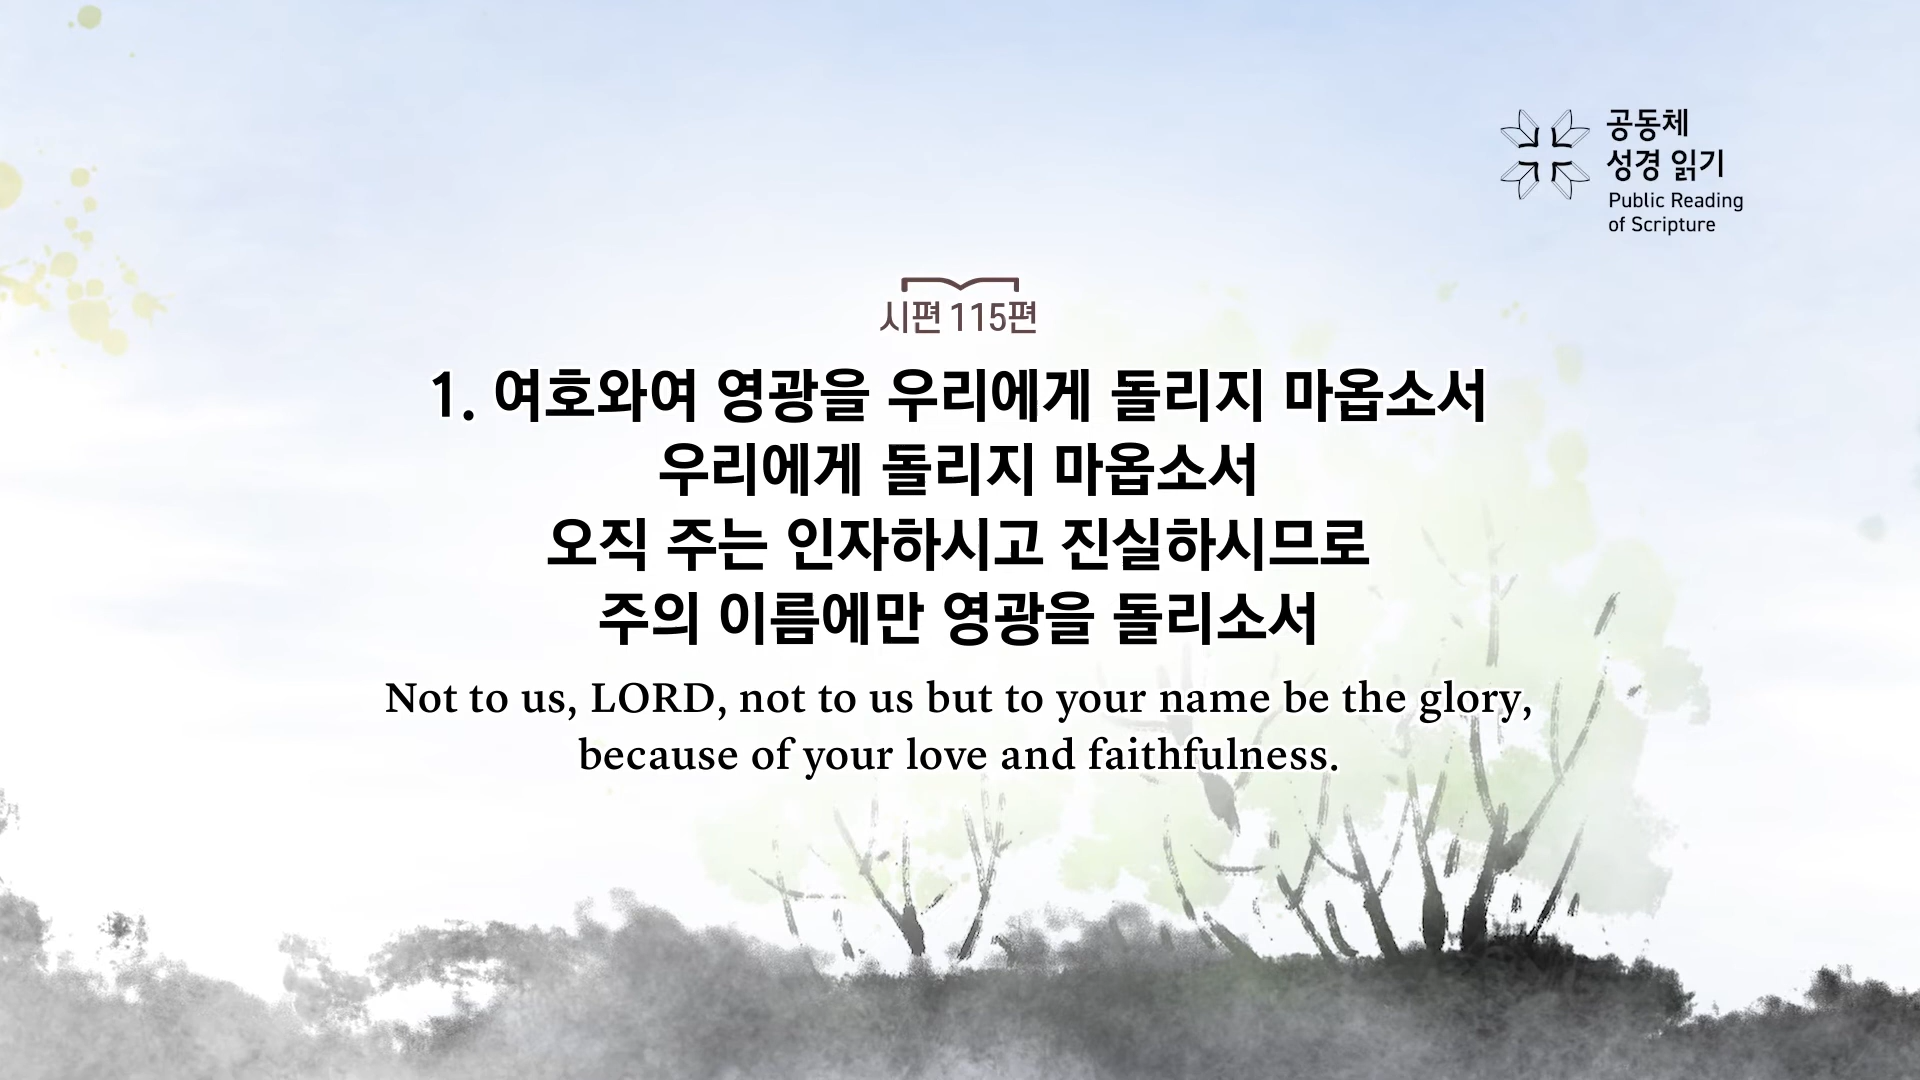 공동체
성경 읽기
Public Reading
of Scripture
시편 115편
1. 여호와여 영광을 우리에게 돌리지 마옵소서
우리에게 돌리지 마옵소서
오직 주는 인자하시고 진실하시므로
주의 이름에만 영광을 돌리소서
Not to us, LORD, not to us but to your name be the glory,
because of your love and faithfulness.